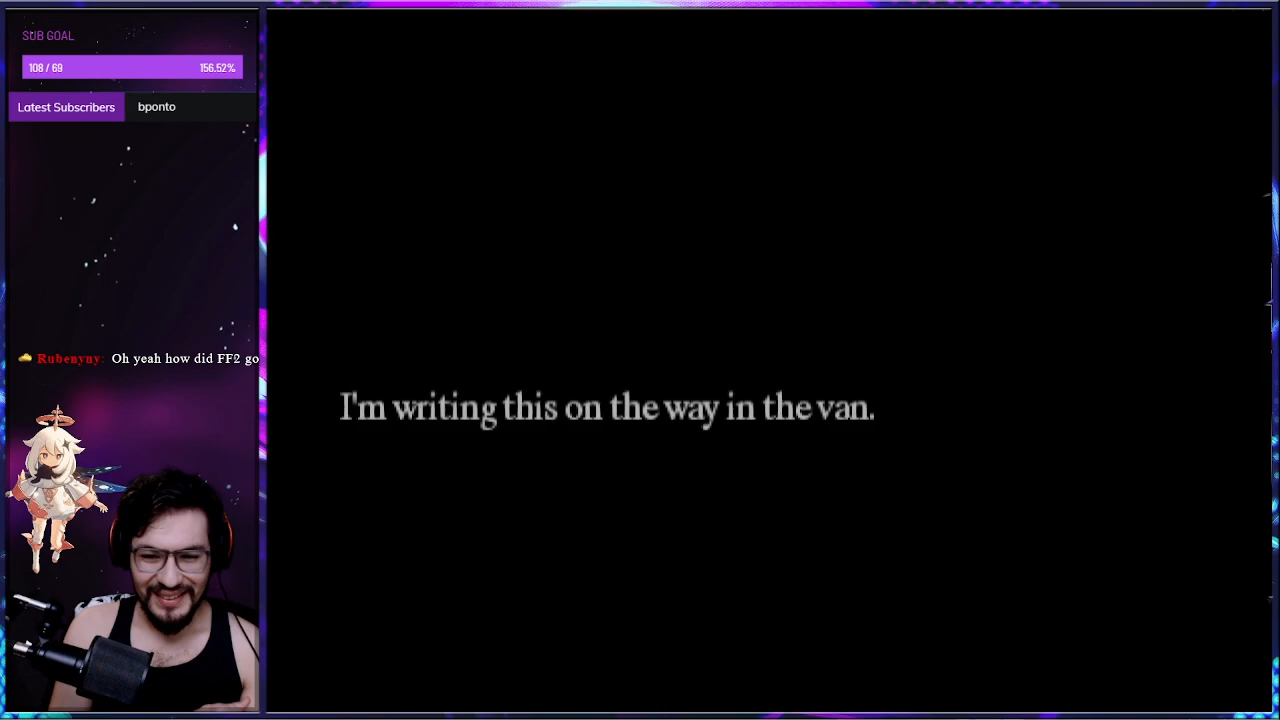 SUB GOAL
108 / 69 156.52%
Latest Subscribers bponto
Rubenyny: Oh yeah how did FF2 go
I'm writing this on the way in the van.